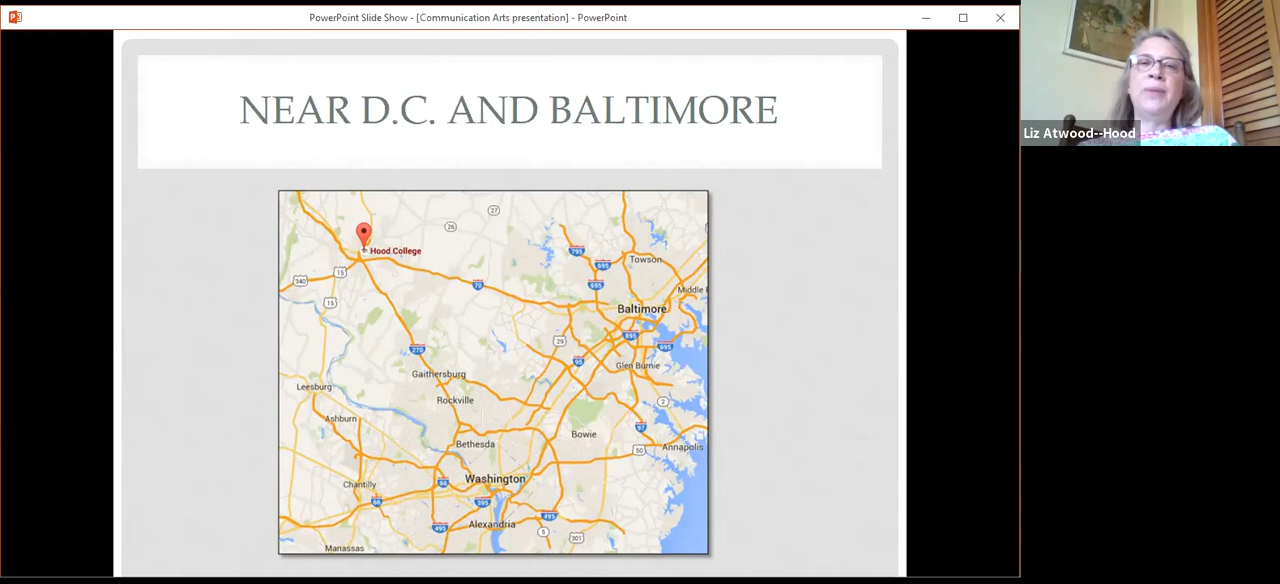 PowerPoint Slide Show - [Communication Arts presentation] - PowerPoint
Liz Atwood--Hood
NEAR D.C. AND BALTIMORE
27
26
Hood College
795
695
Towson
15
340
70
695
Middle
15
Baltimore
895
29
695
270
95
Glen Burnie
Gaithersburg
Leesburg
Rockville
2
Ashburn
97
Bowie
Bethesda
50
Annapolis
66
Washington
Chantilly
66
395
495
Alexandria
495
5
301
Manassas